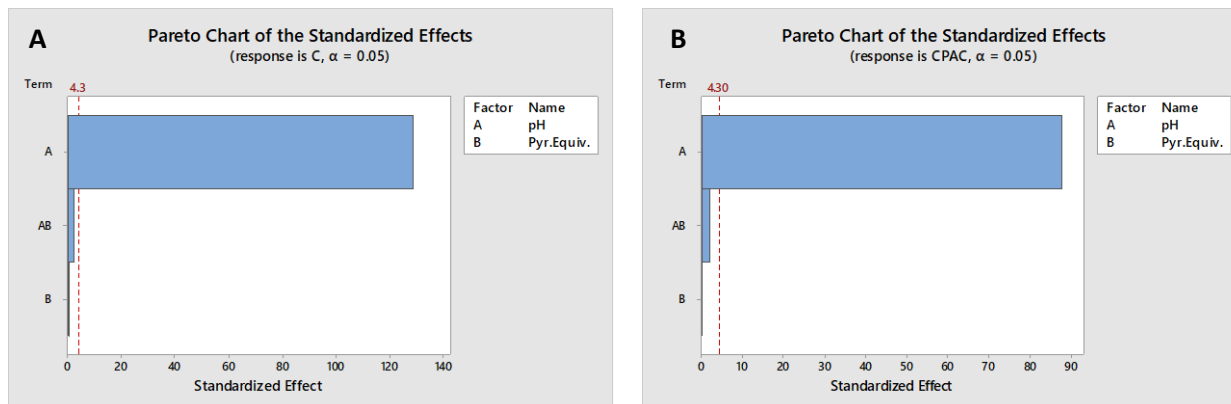 A
Pareto Chart of the Standardized Effects
(response is C, α = 0.05)
Term
4.3
Factor Name
A pH
B Pyr.Equiv.
A
AB
B
0 20 40 60 80 100 120 140
Standardized Effect
B
Pareto Chart of the Standardized Effects
(response is CPAC, α = 0.05)
Term
4.30
Factor Name
A pH
B Pyr.Equiv.
A
AB
B
0 10 20 30 40 50 60 70 80 90
Standardized Effect